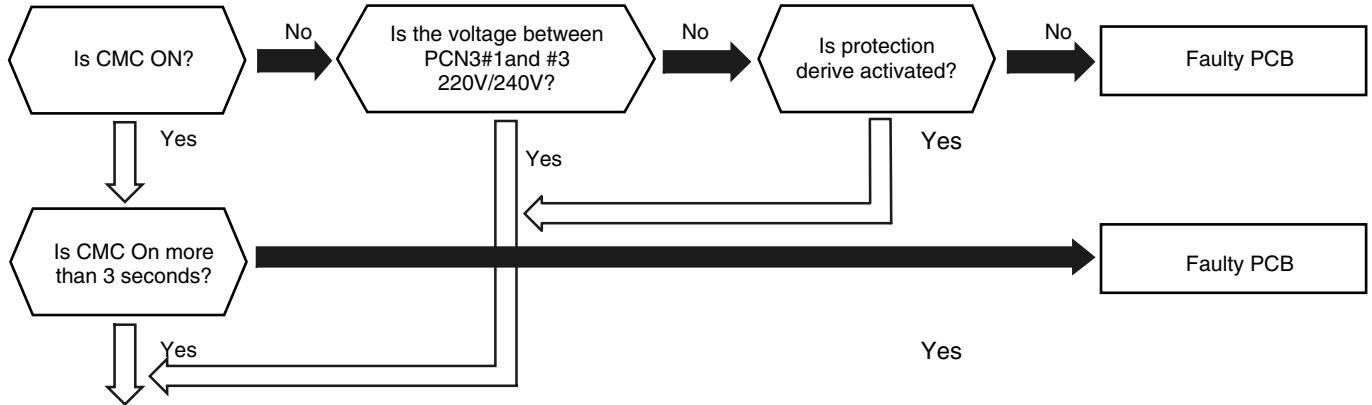 Is CMC ON?
No
Is the voltage between
PCN3#1and #3
220V/240V?
No
Is protection
derive activated?
No
Faulty PCB
Yes
Yes
Yes
Is CMC On more
than 3 seconds?
Faulty PCB
Yes
Yes